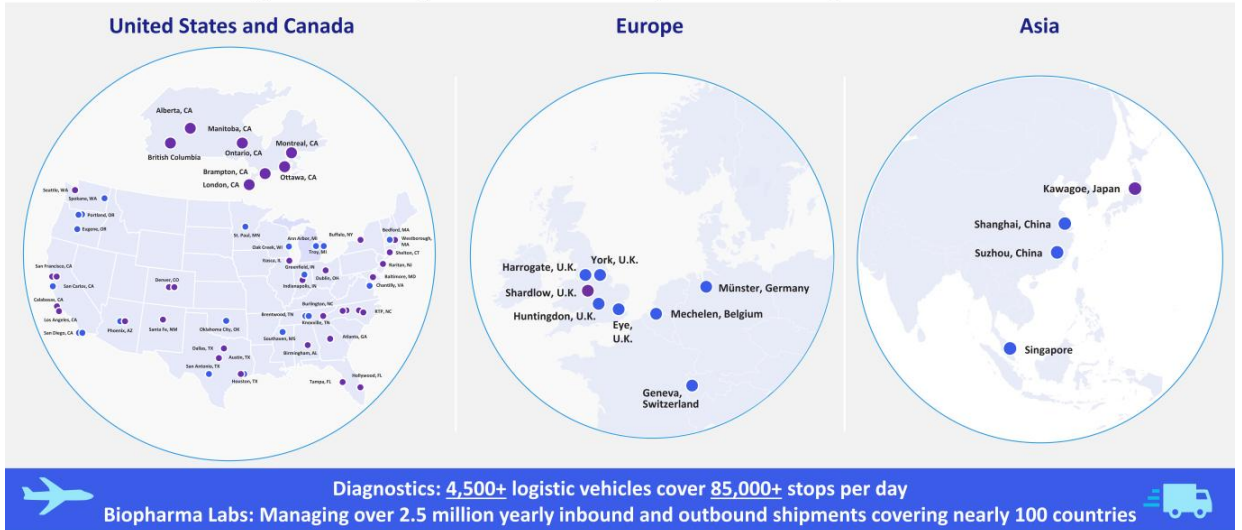 United States and Canada
Europe
Asia
Alberta, CA
Manitoba, CA
Montreal, CA
British Columbia
Ontario, CA
Brampton, CA
Ottawa, CA
London, CA
Seattle, WA
Spokane, WA
Portland, OR
Eugene, OR
St. Paul, MN
Ann Arbor, MI
Buffalo, NY
Bedford, MA
Oak Creek, WI
Troy, MI
Westborough,
MA
Shelton, CT
Itasca, IL
Greenfield, IN
Dublin, OH
Raritan, NJ
San Francisco, CA
Denver, CO
Indianapolis, IN
Baltimore, MD
San Carlos, CA
Chantilly, VA
Calabasas, CA
Burlington, NC
Los Angeles, CA
Brentwood, TN
RTP, NC
Knoxville, TN
San Diego, CA
Phoenix, AZ
Santa Fe, NM
Oklahoma City, OK
Southaven, MS
Atlanta, GA
Dallas, TX
Birmingham, AL
Austin, TX
San Antonio, TX
Houston, TX
Tampa, FL
Hollywood, FL
Harrogate, U.K.
York, U.K.
Shardlow, U.K.
Münster, Germany
Huntingdon, U.K.
Mechelen, Belgium
Eye,
U.K.
Geneva,
Switzerland
Kawagoe, Japan
Shanghai, China
Suzhou, China
Singapore
Diagnostics: 4,500+ logistic vehicles cover 85,000+ stops per day
Biopharma Labs: Managing over 2.5 million yearly inbound and outbound shipments covering nearly 100 countries